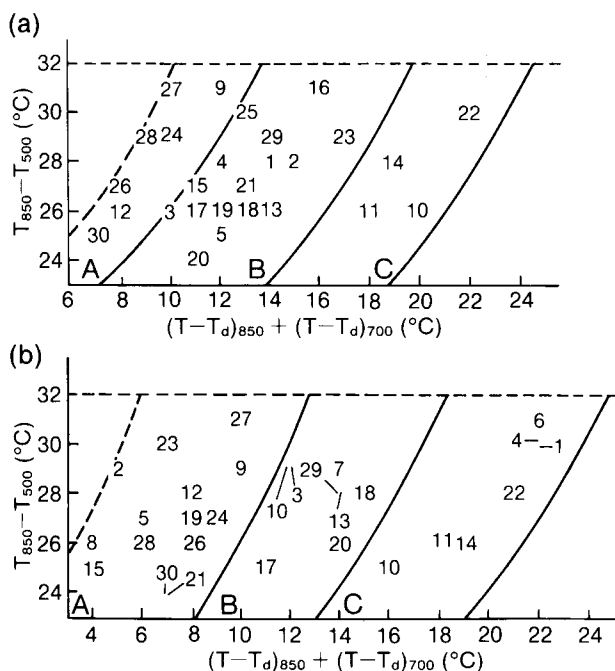 (a)
T850−T500 (°C)
32
30
28
26
24
27 9 16
25 22
28 24 29 23
4 1 2 14
26 15 21
12 3 17 19 18 13 11 10
30 5
20
A B C
6 8 10 12 14 16 18 20 22 24
(T−Td)850 + (T−Td)700 (°C)
(b)
T850−T500 (°C)
32
30
28
26
24
27 6
23 4 1
2 9 29 7
12 3 18 22
10
5 19 24 13
8 28 26 20 11 14
15 30 21 17 10
A B C
4 6 8 10 12 14 16 18 20 22 24
(T−Td)850 + (T−Td)700 (°C)